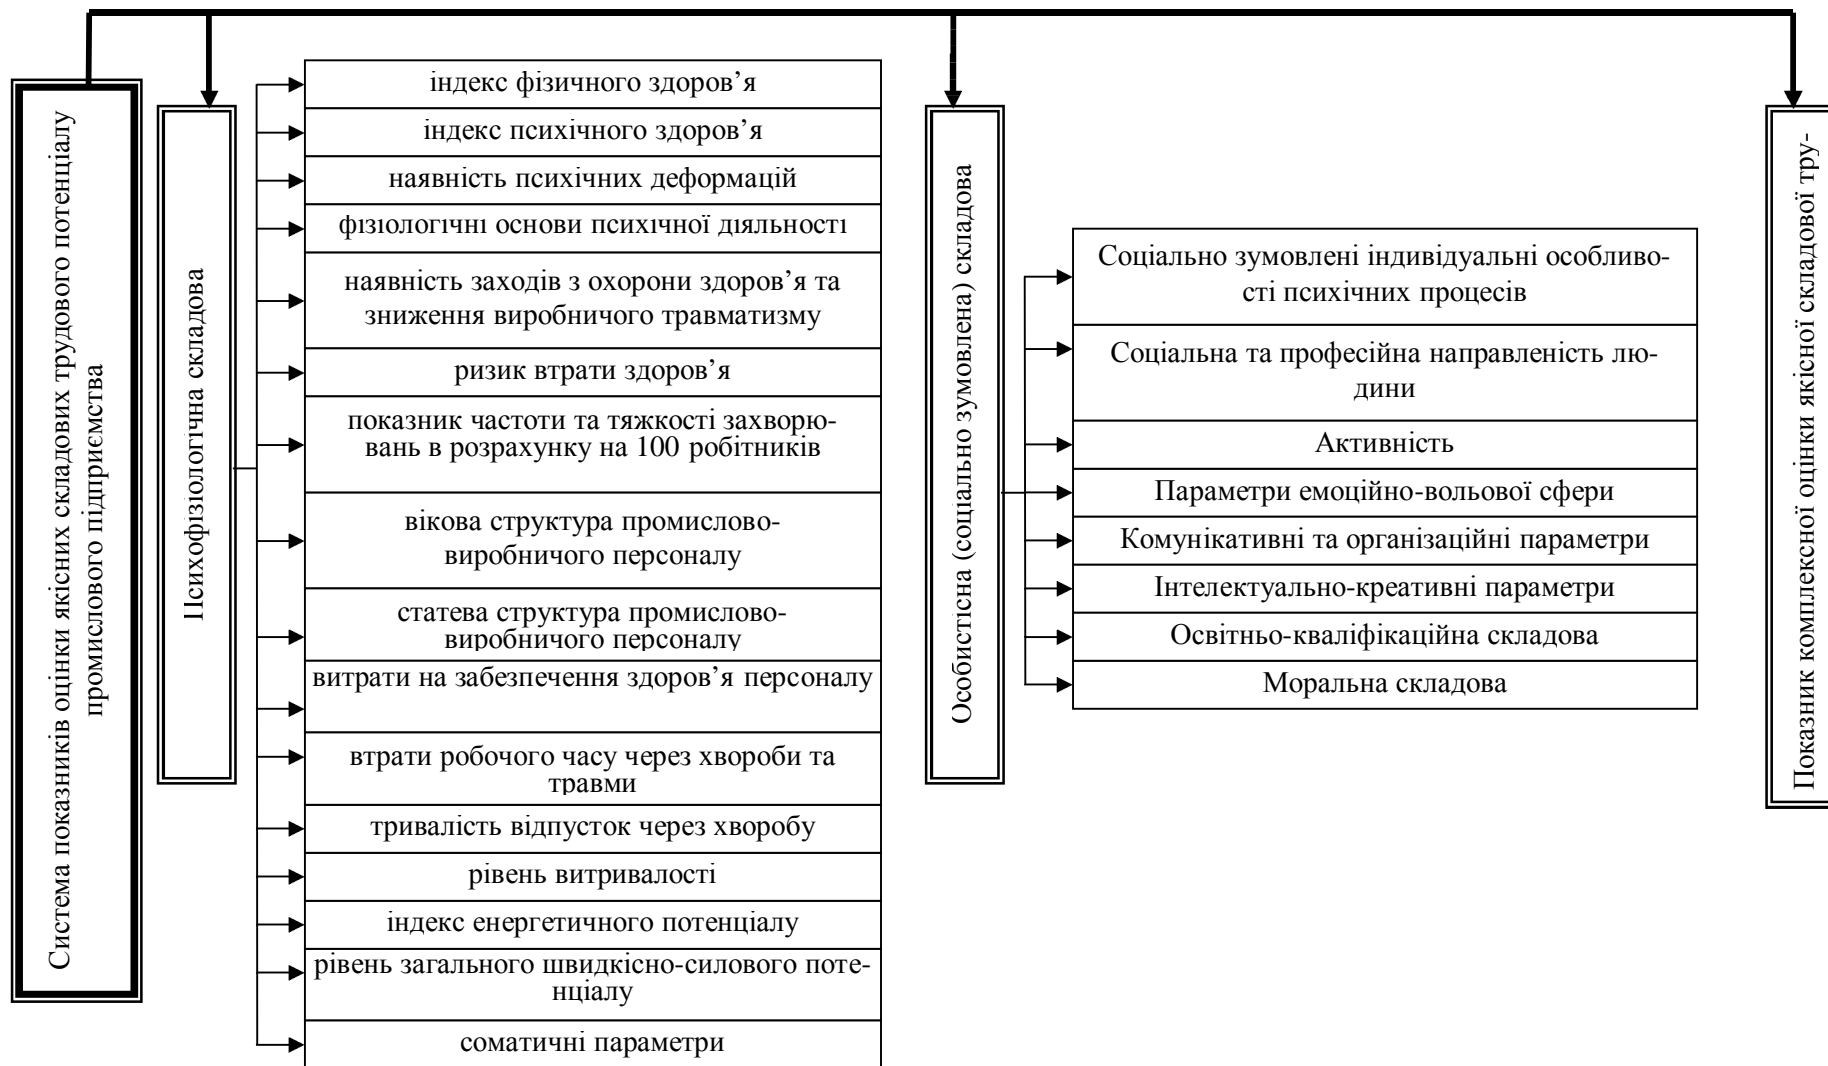 Система показників оцінки якісних складових трудового потенціалу
промислового підприємства
Психофізіологічна складова
індекс фізичного здоров’я
індекс психічного здоров’я
наявність психічних деформацій
фізіологічні основи психічної діяльності
наявність заходів з охорони здоров’я та
зниження виробничого травматизму
ризик втрати здоров’я
показник частоти та тяжкості захворю-
вань в розрахунку на 100 робітників
вікова структура промислово-
виробничого персоналу
статева структура промислово-
виробничого персоналу
витрати на забезпечення здоров’я персоналу
втрати робочого часу через хвороби та
травми
тривалість відпусток через хворобу
рівень витривалості
індекс енергетичного потенціалу
рівень загального швидкісно-силового поте-
нціалу
соматичні параметри
Особистісна (соціально зумовлена) складова
Соціально зумовлені індивідуальні особливо-
сті психічних процесів
Соціальна та професійна направленість лю-
дини
Активність
Параметри емоційно-вольової сфери
Комунікативні та організаційні параметри
Інтелектуально-креативні параметри
Освітньо-кваліфікаційна складова
Моральна складова
Показник комплексної оцінки якісної складової тру-